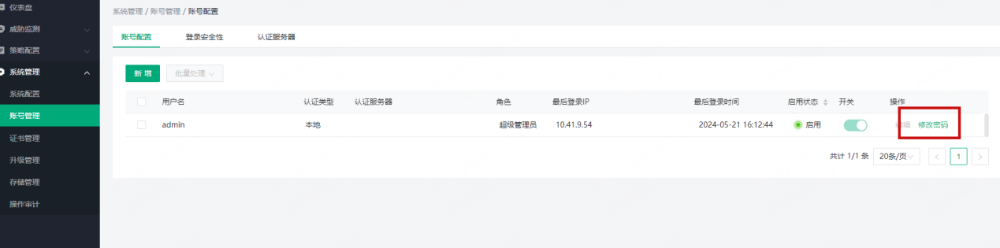 仪表盘
威胁监测
策略配置
系统管理
系统配置
账号管理
证书管理
升级管理
存储管理
操作审计
系统管理 / 账号管理 / 账号配置
账号配置 登录安全性 认证服务器
新 增 批量处理
用户名 认证类型 认证服务器 角色 最后登录IP 最后登录时间 启用状态 开关 操作
admin 本地 超级管理员 10.41.9.54 2024-05-21 16:12:44 启用 编辑 修改密码
共计 1/1 条 20条/页 1